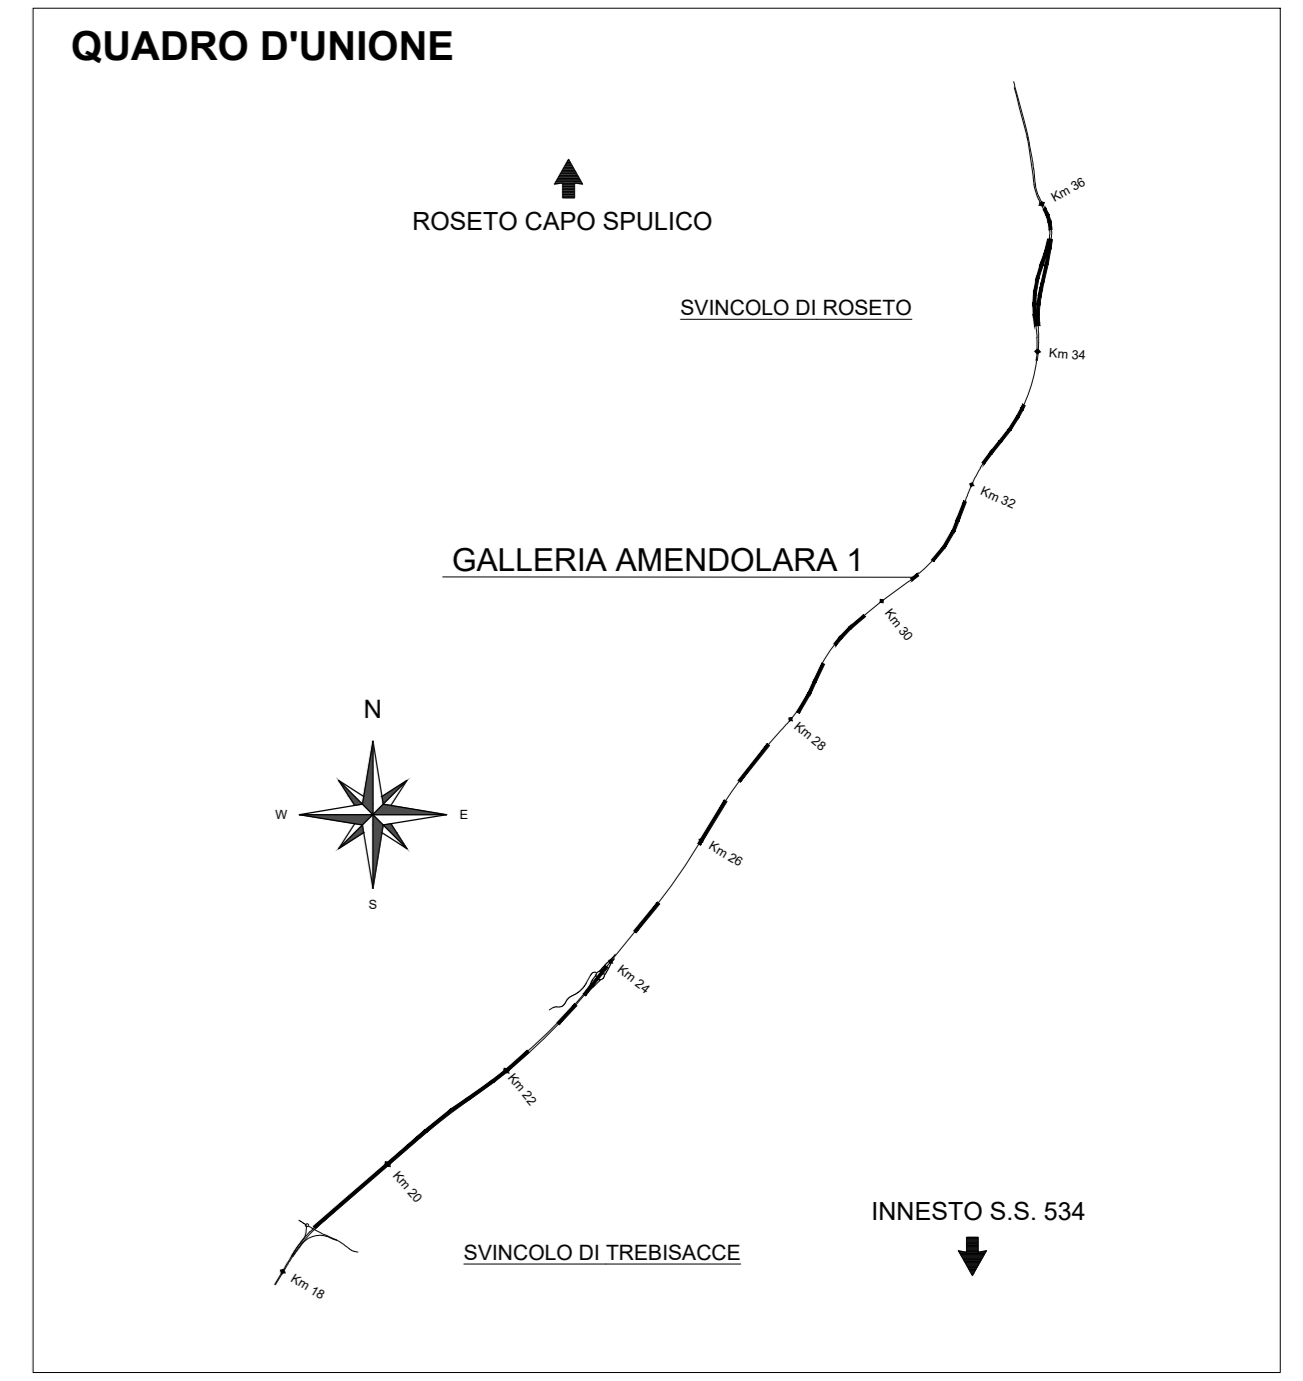 QUADRO D'UNIONE
Km 36
ROSETO CAPO SPULICO
SVINCOLO DI ROSETO
Km 34
Km 32
GALLERIA AMENDOLARA 1
Km 30
N
Km 28
W
E
Km 26
S
Km 24
Km 22
Km 20
INNESTO S.S. 534
SVINCOLO DI TREBISACCE
Km 18